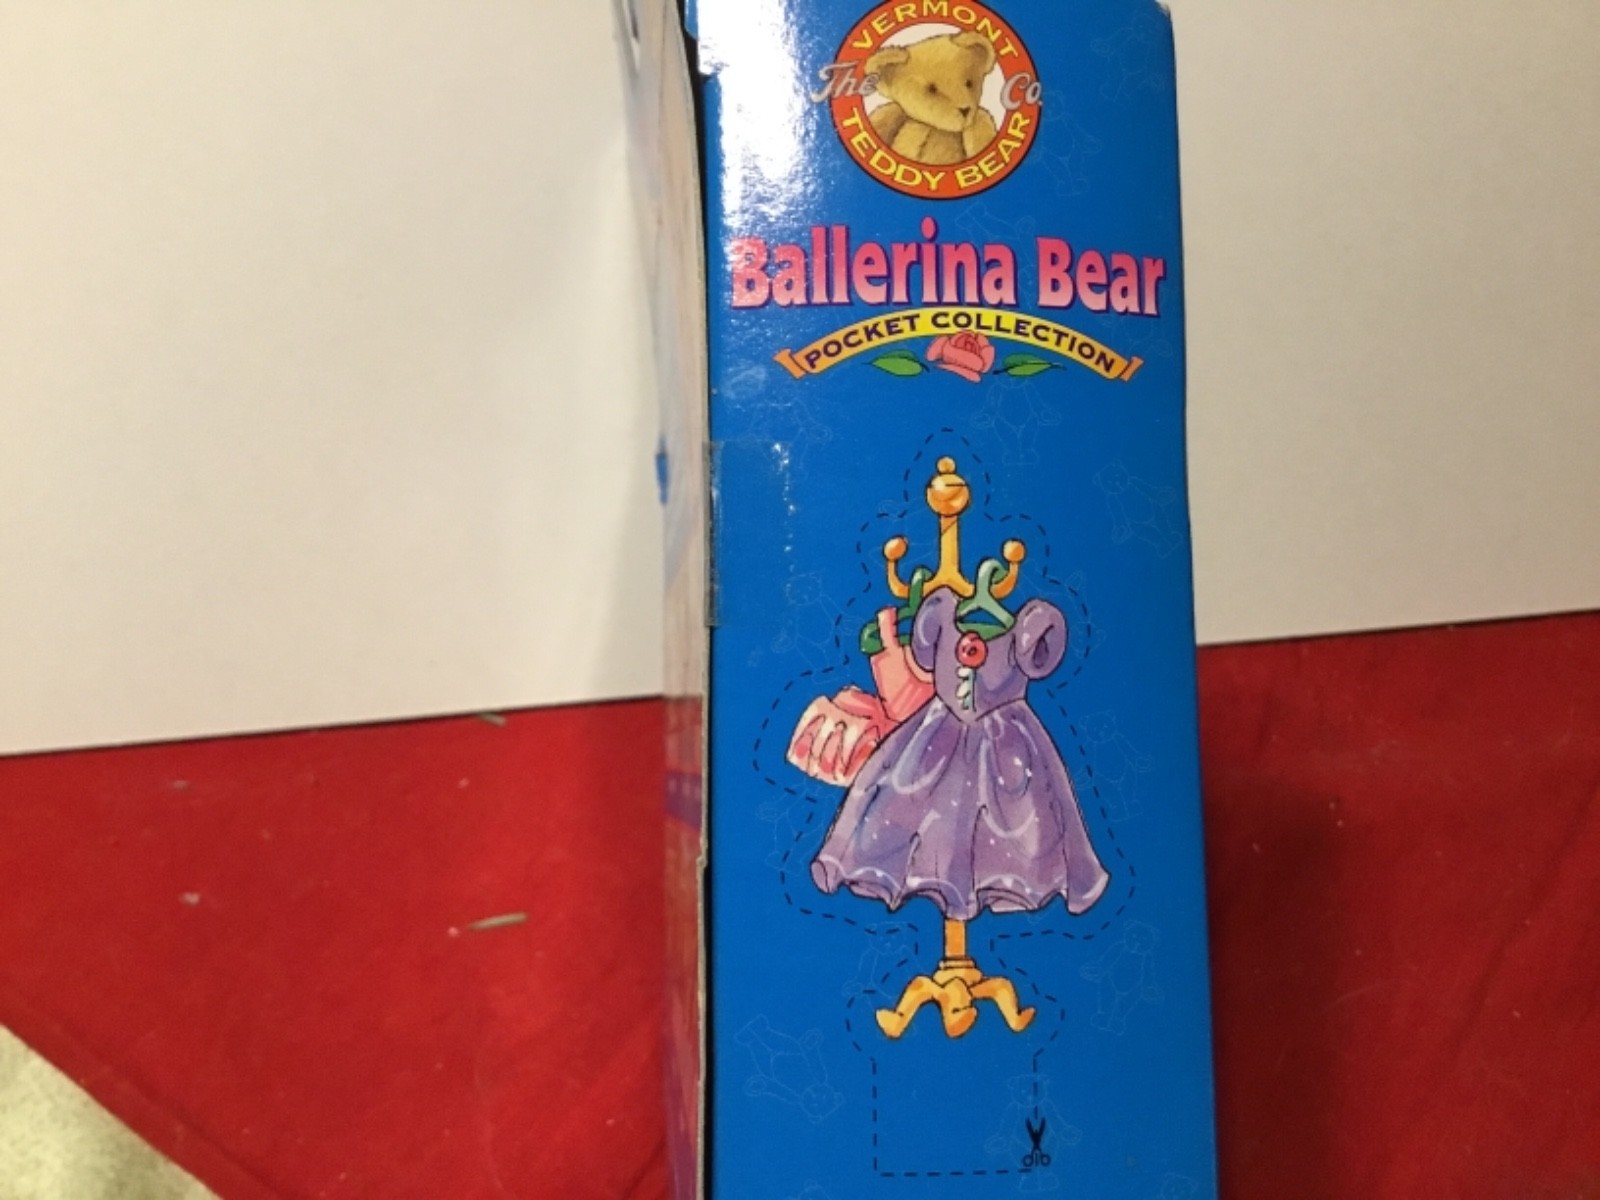 VERMONT
The Co.
TEDDY BEAR
Ballerina Bear
POCKET COLLECTION